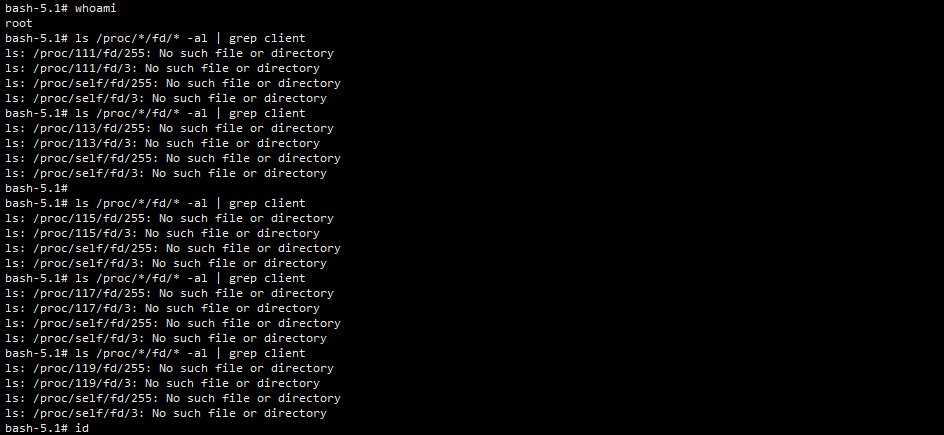 bash-5.1# whoami
root
bash-5.1# ls /proc/*/fd/* -al | grep client
ls: /proc/111/fd/255: No such file or directory
ls: /proc/111/fd/3: No such file or directory
ls: /proc/self/fd/255: No such file or directory
ls: /proc/self/fd/3: No such file or directory
bash-5.1# ls /proc/*/fd/* -al | grep client
ls: /proc/113/fd/255: No such file or directory
ls: /proc/113/fd/3: No such file or directory
ls: /proc/self/fd/255: No such file or directory
ls: /proc/self/fd/3: No such file or directory
bash-5.1#
bash-5.1# ls /proc/*/fd/* -al | grep client
ls: /proc/115/fd/255: No such file or directory
ls: /proc/115/fd/3: No such file or directory
ls: /proc/self/fd/255: No such file or directory
ls: /proc/self/fd/3: No such file or directory
bash-5.1# ls /proc/*/fd/* -al | grep client
ls: /proc/117/fd/255: No such file or directory
ls: /proc/117/fd/3: No such file or directory
ls: /proc/self/fd/255: No such file or directory
ls: /proc/self/fd/3: No such file or directory
bash-5.1# ls /proc/*/fd/* -al | grep client
ls: /proc/119/fd/255: No such file or directory
ls: /proc/119/fd/3: No such file or directory
ls: /proc/self/fd/255: No such file or directory
ls: /proc/self/fd/3: No such file or directory
bash-5.1# id